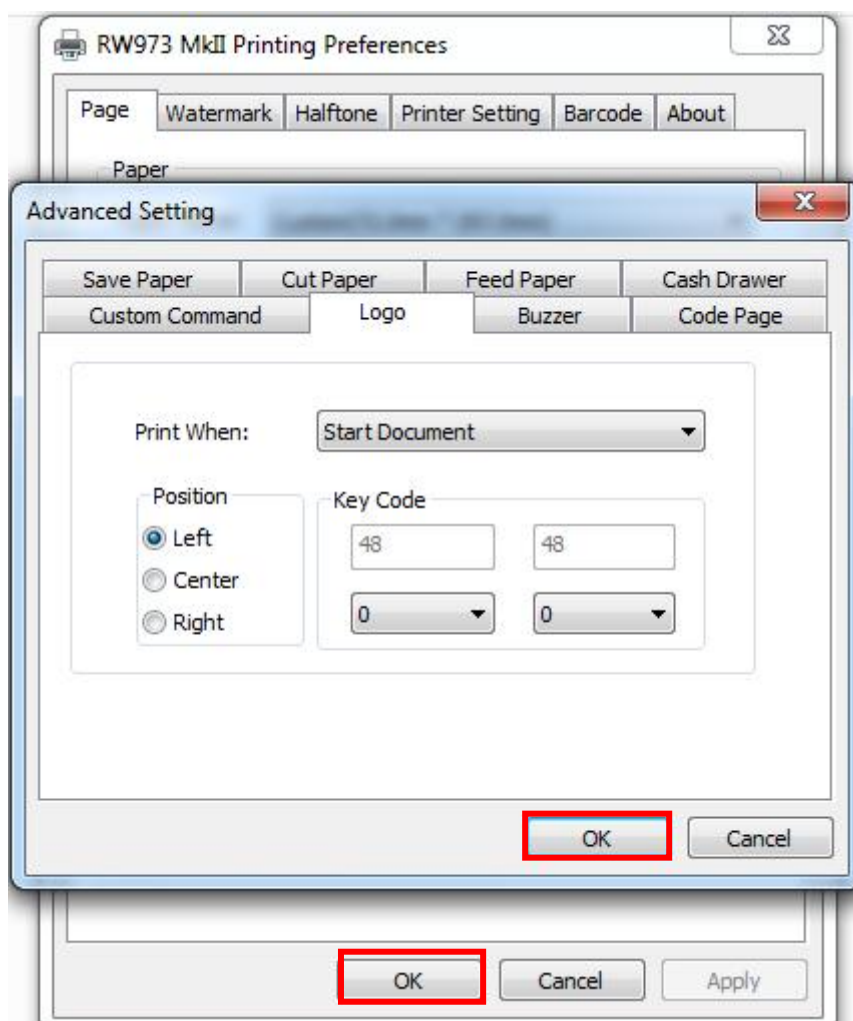 RW973 MkII Printing Preferences
Page Watermark Halftone Printer Setting Barcode About
Paper
Advanced Setting
Save Paper Cut Paper Feed Paper Cash Drawer
Custom Command Logo Buzzer Code Page
Print When: Start Document
Position Key Code
Left 48 48
Center
Right 0 0
OK Cancel
OK Cancel Apply